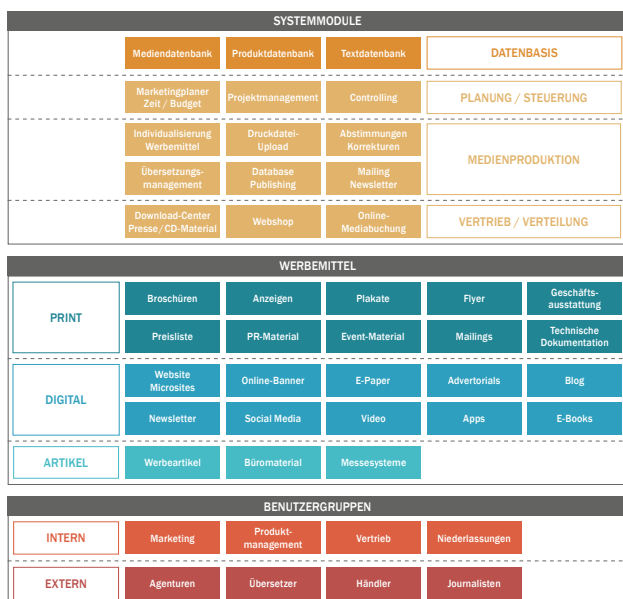 SYSTEMMODULE
Mediendatenbank
Produktdatenbank
Textdatenbank
DATENBASIS
Marketingplaner
Zeit / Budget
Projektmanagement
Controlling
PLANUNG / STEUERUNG
Individualisierung
Werbemittel
Druckdatei-
Upload
Abstimmungen
Korrekturen
MEDIENPRODUKTION
Übersetzungs-
management
Database
Publishing
Mailing
Newsletter
Download-Center
Presse/CD-Material
Webshop
Online-
Mediabuchung
VERTRIEB / VERTEILUNG
WERBEMITTEL
PRINT
Broschüren
Anzeigen
Plakate
Flyer
Geschäfts-
ausstattung
Preisliste
PR-Material
Event-Material
Mailings
Technische
Dokumentation
DIGITAL
Website
Microsites
Online-Banner
E-Paper
Advertorials
Blog
Newsletter
Social Media
Video
Apps
E-Books
ARTIKEL
Werbeartikel
Büromaterial
Messesysteme
BENUTZERGRUPPEN
INTERN
Marketing
Produkt-
management
Vertrieb
Niederlassungen
EXTERN
Agenturen
Übersetzer
Händler
Journalisten